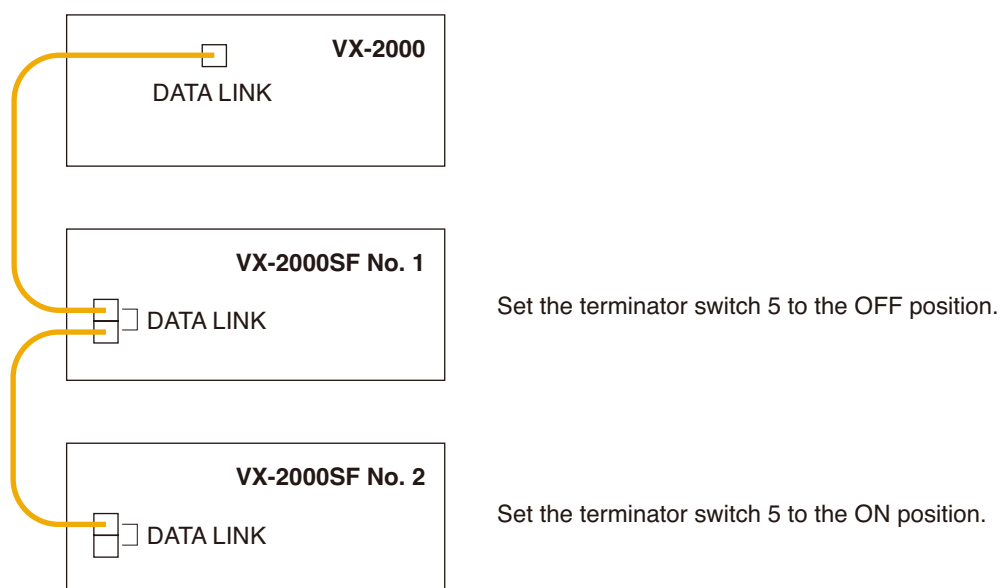 VX-2000
DATA LINK
VX-2000SF No. 1
DATA LINK
Set the terminator switch 5 to the OFF position.
VX-2000SF No. 2
DATA LINK
Set the terminator switch 5 to the ON position.